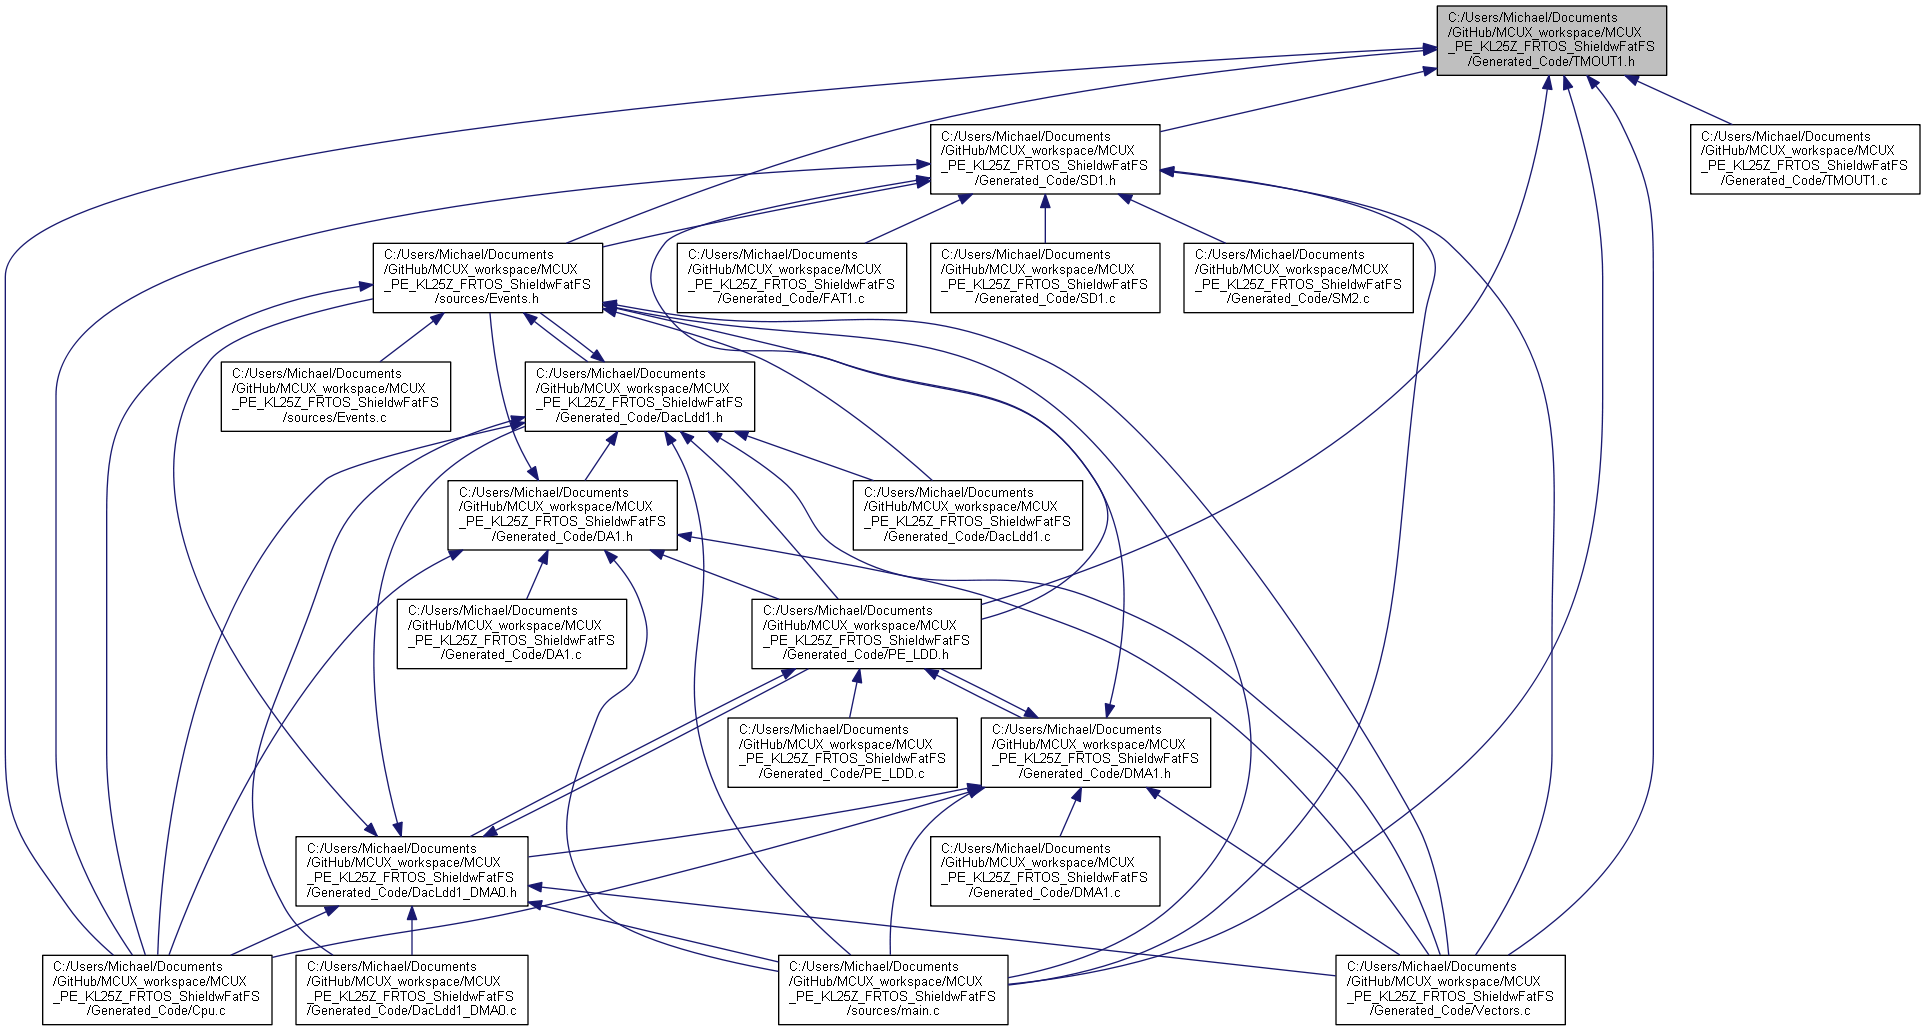 C:/Users/Michael/Documents
/GitHub/MCUX_workspace/MCUX
_PE_KL25Z_FRTOS_ShieldwFatFS
/Generated_Code/TMOUT1.h
C:/Users/Michael/Documents
/GitHub/MCUX_workspace/MCUX
_PE_KL25Z_FRTOS_ShieldwFatFS
/Generated_Code/SD1.h
C:/Users/Michael/Documents
/GitHub/MCUX_workspace/MCUX
_PE_KL25Z_FRTOS_ShieldwFatFS
/Generated_Code/TMOUT1.c
C:/Users/Michael/Documents
/GitHub/MCUX_workspace/MCUX
_PE_KL25Z_FRTOS_ShieldwFatFS
/sources/Events.h
C:/Users/Michael/Documents
/GitHub/MCUX_workspace/MCUX
_PE_KL25Z_FRTOS_ShieldwFatFS
/Generated_Code/FAT1.c
C:/Users/Michael/Documents
/GitHub/MCUX_workspace/MCUX
_PE_KL25Z_FRTOS_ShieldwFatFS
/Generated_Code/SD1.c
C:/Users/Michael/Documents
/GitHub/MCUX_workspace/MCUX
_PE_KL25Z_FRTOS_ShieldwFatFS
/Generated_Code/SM2.c
C:/Users/Michael/Documents
/GitHub/MCUX_workspace/MCUX
_PE_KL25Z_FRTOS_ShieldwFatFS
/sources/Events.c
C:/Users/Michael/Documents
/GitHub/MCUX_workspace/MCUX
_PE_KL25Z_FRTOS_ShieldwFatFS
/Generated_Code/DacLdd1.h
C:/Users/Michael/Documents
/GitHub/MCUX_workspace/MCUX
_PE_KL25Z_FRTOS_ShieldwFatFS
/Generated_Code/DA1.h
C:/Users/Michael/Documents
/GitHub/MCUX_workspace/MCUX
_PE_KL25Z_FRTOS_ShieldwFatFS
/Generated_Code/DacLdd1.c
C:/Users/Michael/Documents
/GitHub/MCUX_workspace/MCUX
_PE_KL25Z_FRTOS_ShieldwFatFS
/Generated_Code/DA1.c
C:/Users/Michael/Documents
/GitHub/MCUX_workspace/MCUX
_PE_KL25Z_FRTOS_ShieldwFatFS
/Generated_Code/PE_LDD.h
C:/Users/Michael/Documents
/GitHub/MCUX_workspace/MCUX
_PE_KL25Z_FRTOS_ShieldwFatFS
/Generated_Code/PE_LDD.c
C:/Users/Michael/Documents
/GitHub/MCUX_workspace/MCUX
_PE_KL25Z_FRTOS_ShieldwFatFS
/Generated_Code/DMA1.h
C:/Users/Michael/Documents
/GitHub/MCUX_workspace/MCUX
_PE_KL25Z_FRTOS_ShieldwFatFS
/Generated_Code/DacLdd1_DMA0.h
C:/Users/Michael/Documents
/GitHub/MCUX_workspace/MCUX
_PE_KL25Z_FRTOS_ShieldwFatFS
/Generated_Code/DMA1.c
C:/Users/Michael/Documents
/GitHub/MCUX_workspace/MCUX
_PE_KL25Z_FRTOS_ShieldwFatFS
/Generated_Code/Cpu.c
C:/Users/Michael/Documents
/GitHub/MCUX_workspace/MCUX
_PE_KL25Z_FRTOS_ShieldwFatFS
/Generated_Code/DacLdd1_DMA0.c
C:/Users/Michael/Documents
/GitHub/MCUX_workspace/MCUX
_PE_KL25Z_FRTOS_ShieldwFatFS
/sources/main.c
C:/Users/Michael/Documents
/GitHub/MCUX_workspace/MCUX
_PE_KL25Z_FRTOS_ShieldwFatFS
/Generated_Code/Vectors.c